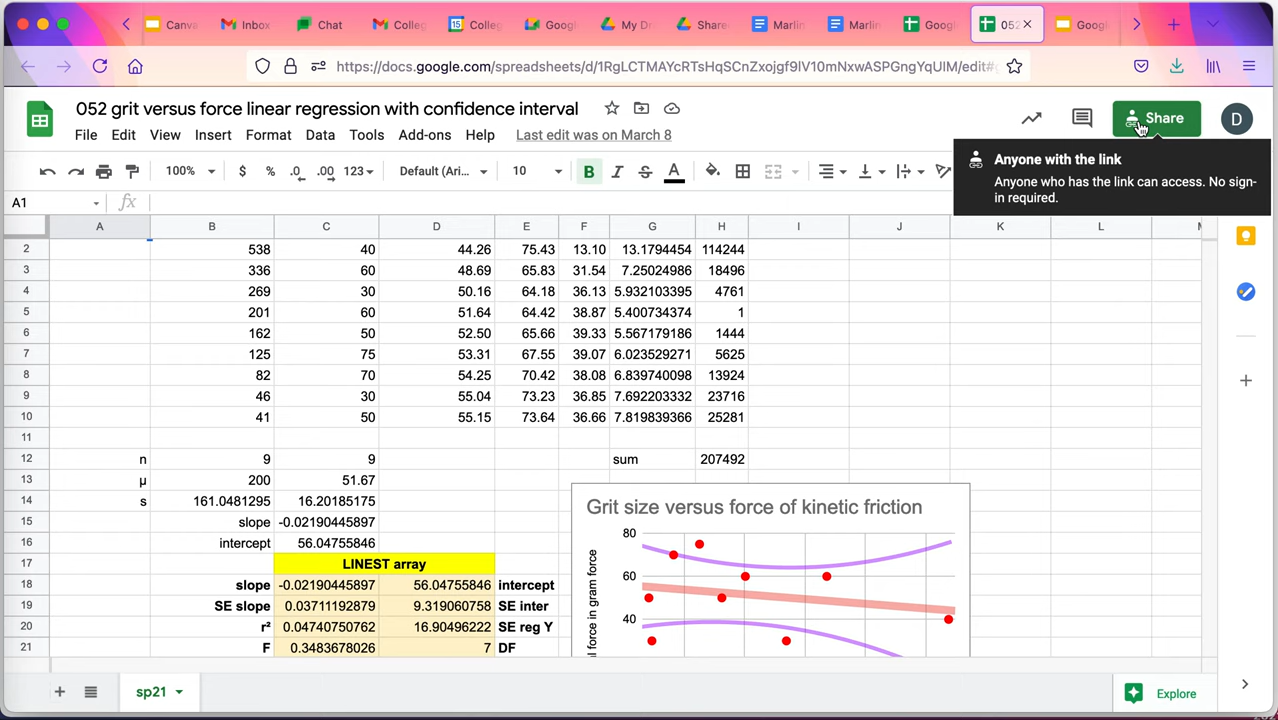 Canva
Inbox
Chat
Colleg
15
Colleg
Googl
My Dr
Share
Marlin
Marlin
Googl
052
Googl
https://docs.google.com/spreadsheets/d/1RgLCTMAYcRTsHqSCnZxojgf9IV10mNxwASPGngYqUIM/edit#g
052 grit versus force linear regression with confidence interval
Share
D
File Edit View Insert Format Data Tools Add-ons Help Last edit was on March 8
Anyone with the link
Anyone who has the link can access. No sign-
in required.
100% $ % .0 .00 123 Default (Ari... 10 B I S A
A1 fx
A B C D E F G H I J K L M
2 538 40 44.26 75.43 13.10 13.1794454 114244
3 336 60 48.69 65.83 31.54 7.25024986 18496
4 269 30 50.16 64.18 36.13 5.932103395 4761
5 201 60 51.64 64.42 38.87 5.400734374 1
6 162 50 52.50 65.66 39.33 5.567179186 1444
7 125 75 53.31 67.55 39.07 6.023529271 5625
8 82 70 54.25 70.42 38.08 6.839740098 13924
9 46 30 55.04 73.23 36.85 7.692203332 23716
10 41 50 55.15 73.64 36.66 7.819839366 25281
11
12 n 9 9 sum 207492
13 μ 200 51.67
14 s 161.0481295 16.20185175
15 slope -0.02190445897
16 intercept 56.04755846
17 LINEST array
18 slope -0.02190445897 56.04755846 intercept
19 SE slope 0.03711192879 9.319060758 SE inter
20 r² 0.04740750762 16.90496222 SE reg Y
21 F 0.3483678026 7 DF
Grit size versus force of kinetic friction
80
60
40
al force in gram force
sp21
Explore